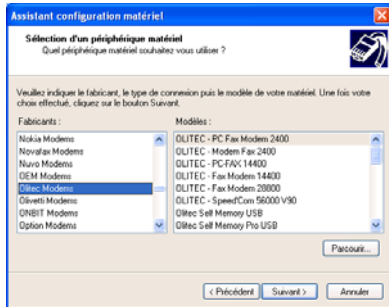 Assistant configuration matériel
Sélection d'un périphérique matériel
Quel périphérique matériel souhaitez vous utiliser ?
Veuillez indiquer le fabricant, le type de connexion puis le modèle de votre matériel. Une fois votre
choix effectué, cliquez sur le bouton Suivant.
Fabricants :
Modèles :
Nokia Modems
Novafax Modems
Nuvo Modems
OEM Modems
Olitec Modems
Olivetti Modems
ONBIT Modems
Option Modems
OLITEC - PC Fax Modem 2400
OLITEC - Modem Fax 2400
OLITEC - PC-FAX 14400
OLITEC - Fax Modem 14400
OLITEC - Fax Modem 28800
OLITEC - Speed'Com 56000 V90
Olitec Self Memory USB
Olitec Self Memory Pro USB
Parcourir...
< Précédent
Suivant >
Annuler